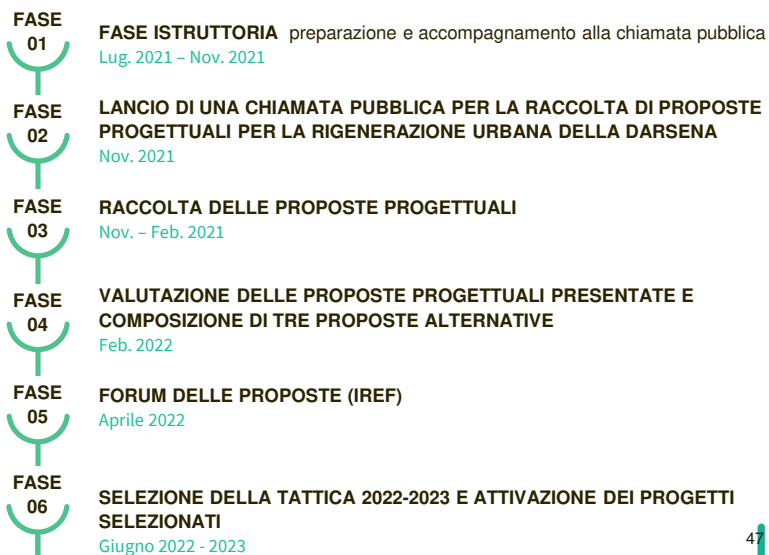 FASE
01
FASE ISTRUTTORIA preparazione e accompagnamento alla chiamata pubblica
Lug. 2021 – Nov. 2021
FASE
02
LANCIO DI UNA CHIAMATA PUBBLICA PER LA RACCOLTA DI PROPOSTE
PROGETTUALI PER LA RIGENERAZIONE URBANA DELLA DARSENA
Nov. 2021
FASE
03
RACCOLTA DELLE PROPOSTE PROGETTUALI
Nov. – Feb. 2021
FASE
04
VALUTAZIONE DELLE PROPOSTE PROGETTUALI PRESENTATE E
COMPOSIZIONE DI TRE PROPOSTE ALTERNATIVE
Feb. 2022
FASE
05
FORUM DELLE PROPOSTE (IREF)
Aprile 2022
FASE
06
SELEZIONE DELLA TATTICA 2022-2023 E ATTIVAZIONE DEI PROGETTI
SELEZIONATI
Giugno 2022 - 2023
47